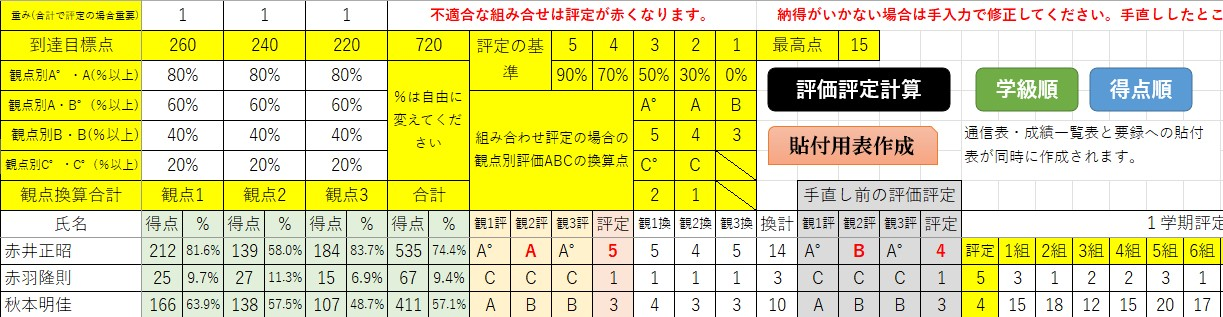 重み(合計で評定の場合重要) 1 1 1 不適合な組み合せは評定が赤くなります。 納得がいかない場合は手入力で修正してください。手直ししたとこ
到達目標点 260 240 220 720 評定の基準 5 4 3 2 1 最高点 15
観点別A°・A(%以上) 80% 80% 80% %は自由に変えてください 90% 70% 50% 30% 0%
観点別A・B°(%以上) 60% 60% 60% 組み合わせ評定の場合の観点別評価ABCの換算点 A° A B 評価評定計算 学級順 得点順
観点別B・B(%以上) 40% 40% 40% 5 4 3 貼付用表作成 通信表・成績一覧表と要録への貼付
観点別C°・C°(%以上) 20% 20% 20% C° C 表が同時に作成されます。
観点換算合計 観点1 観点2 観点3 合計 2 1 手直し前の評価評定
氏名 得点 % 得点 % 得点 % 得点 % 観1評 観2評 観3評 評定 観1換 観2換 観3換 換計 観1評 観2評 観3評 評定 1学期評定
赤井正昭 212 81.6% 139 58.0% 184 83.7% 535 74.4% A° A A° 5 5 4 5 14 A° B A° 4 評定 1組 2組 3組 4組 5組 6組
赤羽隆則 25 9.7% 27 11.3% 15 6.9% 67 9.4% C C C 1 1 1 1 3 C C C 1 5 3 1 2 2 3 1
秋本明佳 166 63.9% 138 57.5% 107 48.7% 411 57.1% A B B 3 4 3 3 10 A B B 3 4 15 18 12 15 20 17